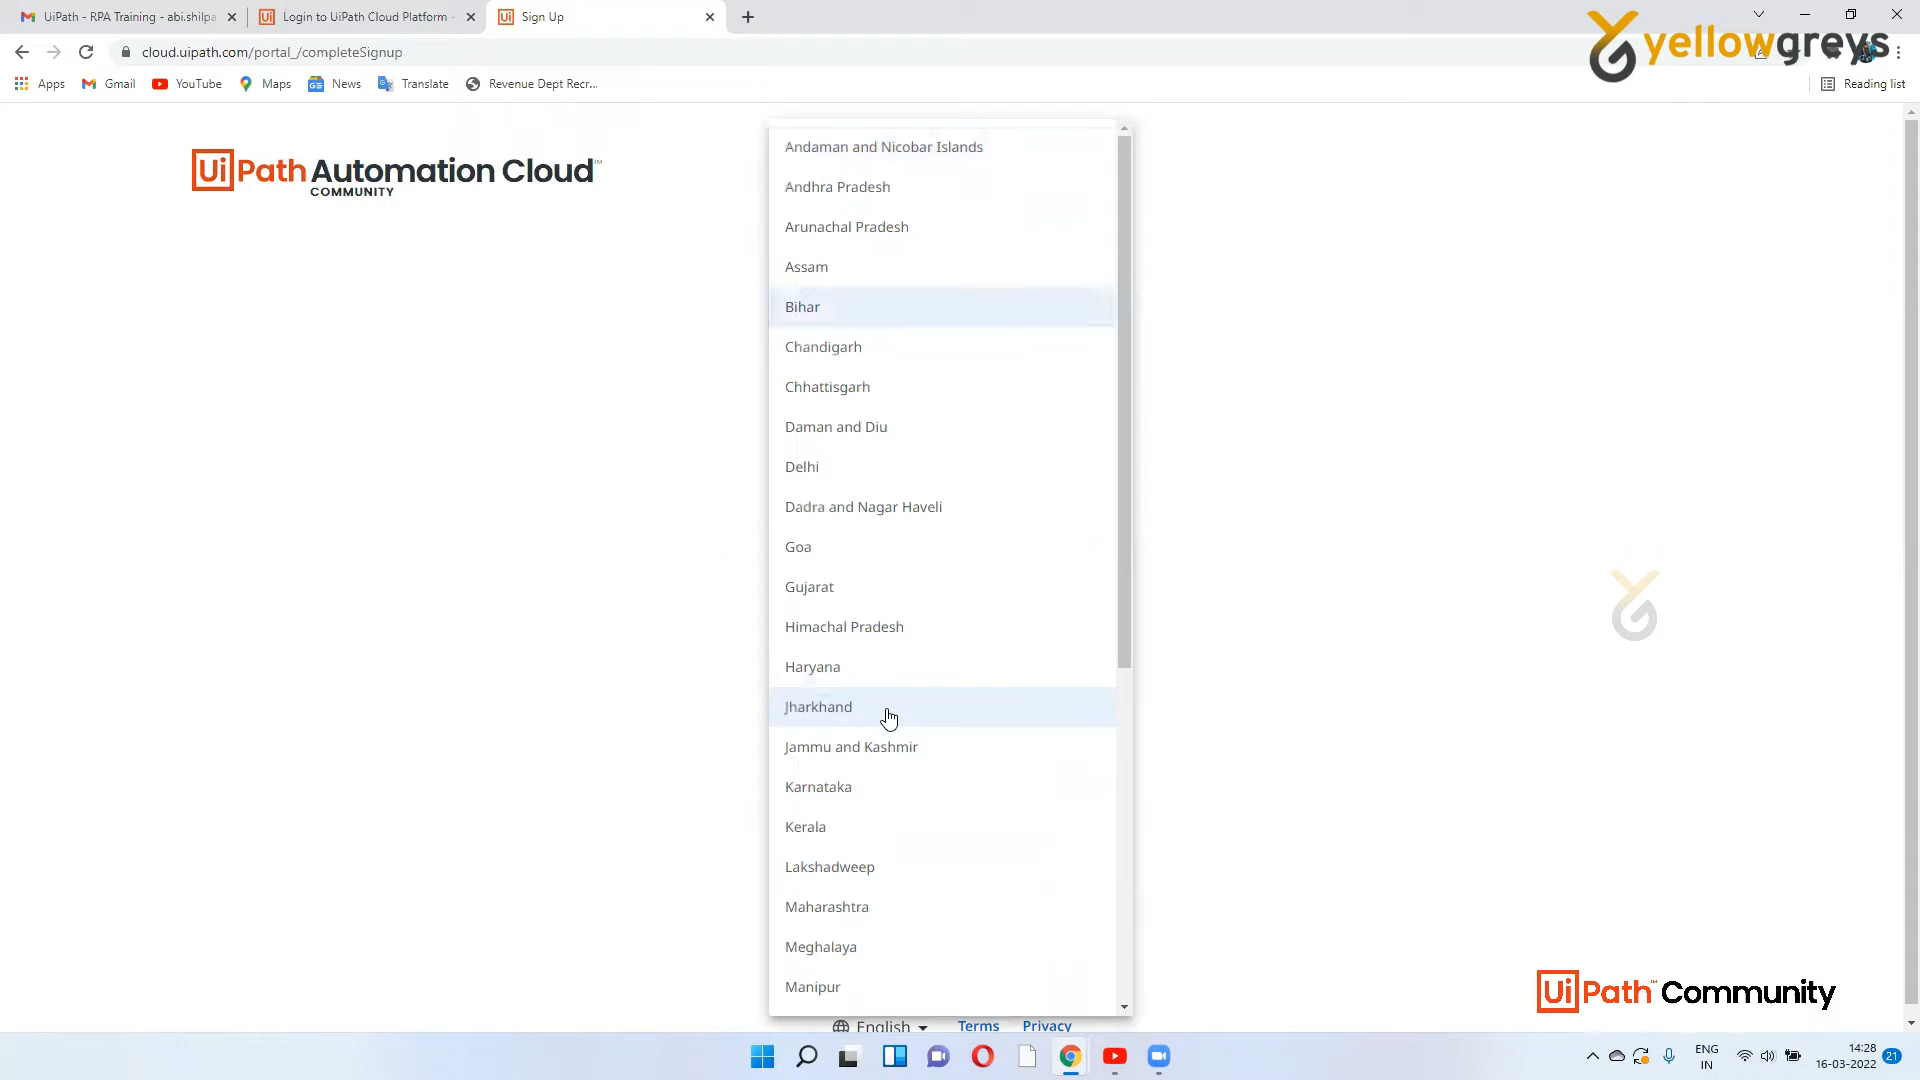 UiPath - RPA Training - abi.shilpa
Login to UiPath Cloud Platform -
Sign Up
cloud.uipath.com/portal_/completeSignup
yellowgreys
Apps
Gmail
YouTube
Maps
News
Translate
Revenue Dept Recr...
Reading list
UiPath Automation Cloud™
COMMUNITY
Andaman and Nicobar Islands
Andhra Pradesh
Arunachal Pradesh
Assam
Bihar
Chandigarh
Chhattisgarh
Daman and Diu
Delhi
Dadra and Nagar Haveli
Goa
Gujarat
Himachal Pradesh
Haryana
Jharkhand
Jammu and Kashmir
Karnataka
Kerala
Lakshadweep
Maharashtra
Meghalaya
Manipur
UiPath™ Community
English
Terms
Privacy
ENG
IN
14:28
16-03-2022
21